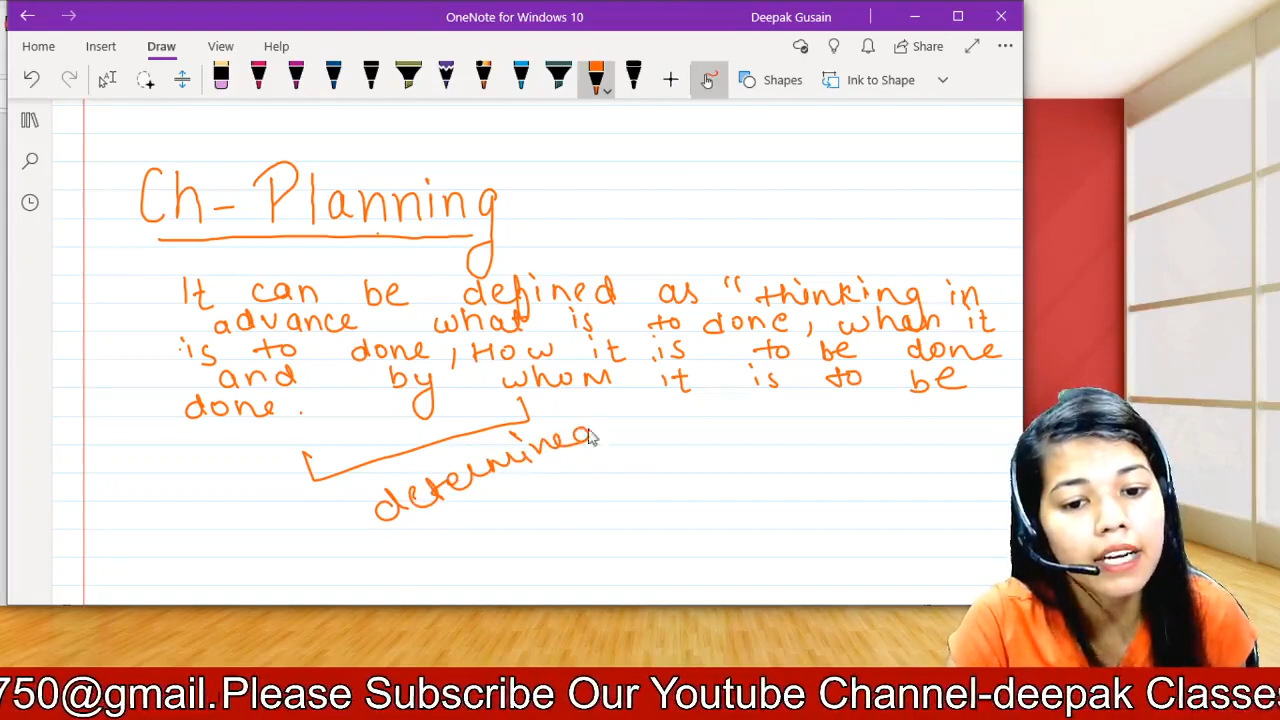 OneNote for Windows 10
Deepak Gusain
Home Insert Draw View Help Share
Shapes Ink to Shape
Ch- Planning
It can be defined as "thinking in
advance what is to done, when it
is to done, How it is to be done
and by whom it is to be
done.
determined
750@gmail.Please Subscribe Our Youtube Channel-deepak Classes